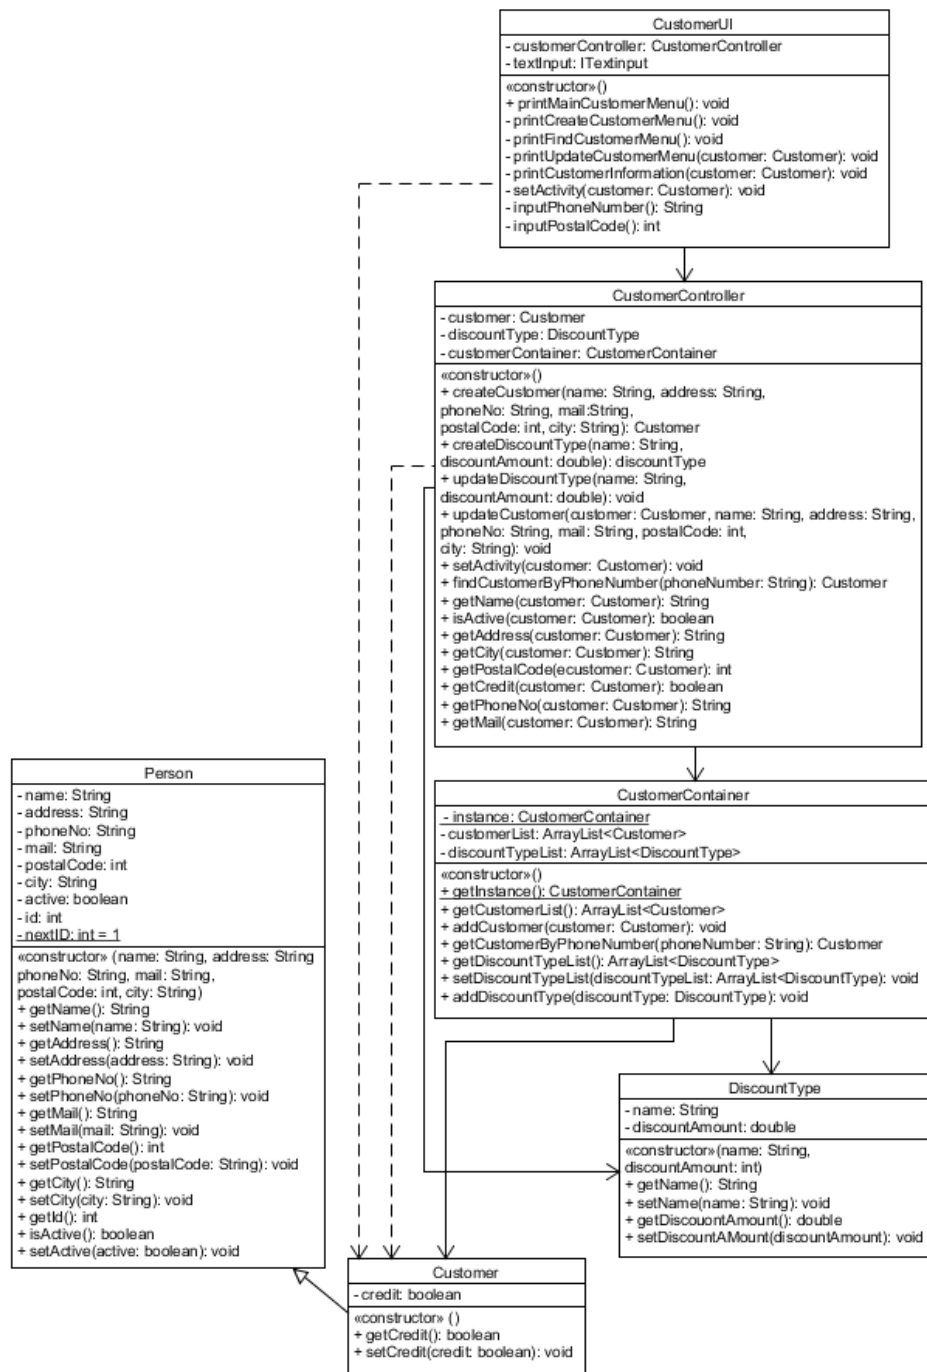 CustomerUI
- customerController: CustomerController
- textInput: ITextinput
«constructor»()
+ printMainCustomerMenu(): void
- printCreateCustomerMenu(): void
- printFindCustomerMenu(): void
- printUpdateCustomerMenu(customer: Customer): void
- printCustomerInformation(customer: Customer): void
- setActivity(customer: Customer): void
- inputPhoneNumber(): String
- inputPostalCode(): int
CustomerController
- customer: Customer
- discountType: DiscountType
- customerContainer: CustomerContainer
«constructor»()
+ createCustomer(name: String, address: String,
phoneNo: String, mail:String,
postalCode: int, city: String): Customer
+ createDiscountType(name: String,
discountAmount: double): discountType
+ updateDiscountType(name: String,
discountAmount: double): void
+ updateCustomer(customer: Customer, name: String, address: String,
phoneNo: String, mail: String, postalCode: int,
city: String): void
+ setActivity(customer: Customer): void
+ findCustomerByPhoneNumber(phoneNumber: String): Customer
+ getName(customer: Customer): String
+ isActive(customer: Customer): boolean
+ getAddress(customer: Customer): String
+ getCity(customer: Customer): String
+ getPostalCode(ecustomer: Customer): int
+ getCredit(customer: Customer): boolean
+ getPhoneNo(customer: Customer): String
+ getMail(customer: Customer): String
Person
- name: String
- address: String
- phoneNo: String
- mail: String
- postalCode: int
- city: String
- active: boolean
- id: int
- nextID: int = 1
«constructor» (name: String, address: String
phoneNo: String, mail: String,
postalCode: int, city: String)
+ getName(): String
+ setName(name: String): void
+ getAddress(): String
+ setAddress(address: String): void
+ getPhoneNo(): String
+ setPhoneNo(phoneNo: String): void
+ getMail(): String
+ setMail(mail: String): void
+ getPostalCode(): int
+ setPostalCode(postalCode: String): void
+ getCity(): String
+ setCity(city: String): void
+ getId(): int
+ isActive(): boolean
+ setActive(active: boolean): void
CustomerContainer
- instance: CustomerContainer
- customerList: ArrayList<Customer>
- discountTypeList: ArrayList<DiscountType>
«constructor»()
+ getInstance(): CustomerContainer
+ getCustomerList(): ArrayList<Customer>
+ addCustomer(customer: Customer): void
+ getCustomerByPhoneNumber(phoneNumber: String): Customer
+ getDiscountTypeList(): ArrayList<DiscountType>
+ setDiscountTypeList(discountTypeList: ArrayList<DiscountType): void
+ addDiscountType(discountType: DiscountType): void
DiscountType
- name: String
- discountAmount: double
«constructor»(name: String,
discountAmount: int)
+ getName(): String
+ setName(name: String): void
+ getDiscouontAmount(): double
+ setDiscountAMount(discountAmount): void
Customer
- credit: boolean
«constructor» ()
+ getCredit(): boolean
+ setCredit(credit: boolean): void